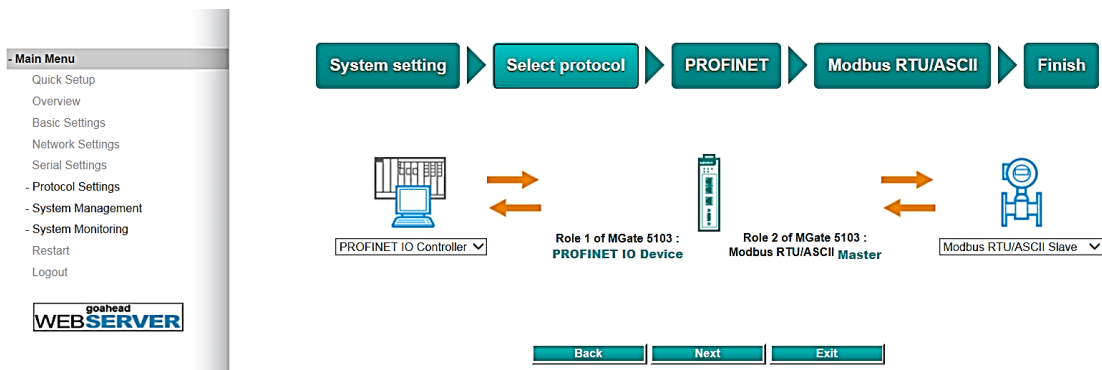 - Main Menu
Quick Setup
Overview
Basic Settings
Network Settings
Serial Settings
- Protocol Settings
- System Management
- System Monitoring
Restart
Logout
goahead
WEBSERVER
System setting
Select protocol
PROFINET
Modbus RTU/ASCII
Finish
PROFINET IO Controller
Role 1 of MGate 5103 :
PROFINET IO Device
Role 2 of MGate 5103 :
Modbus RTU/ASCII Master
Modbus RTU/ASCII Slave
Back
Next
Exit